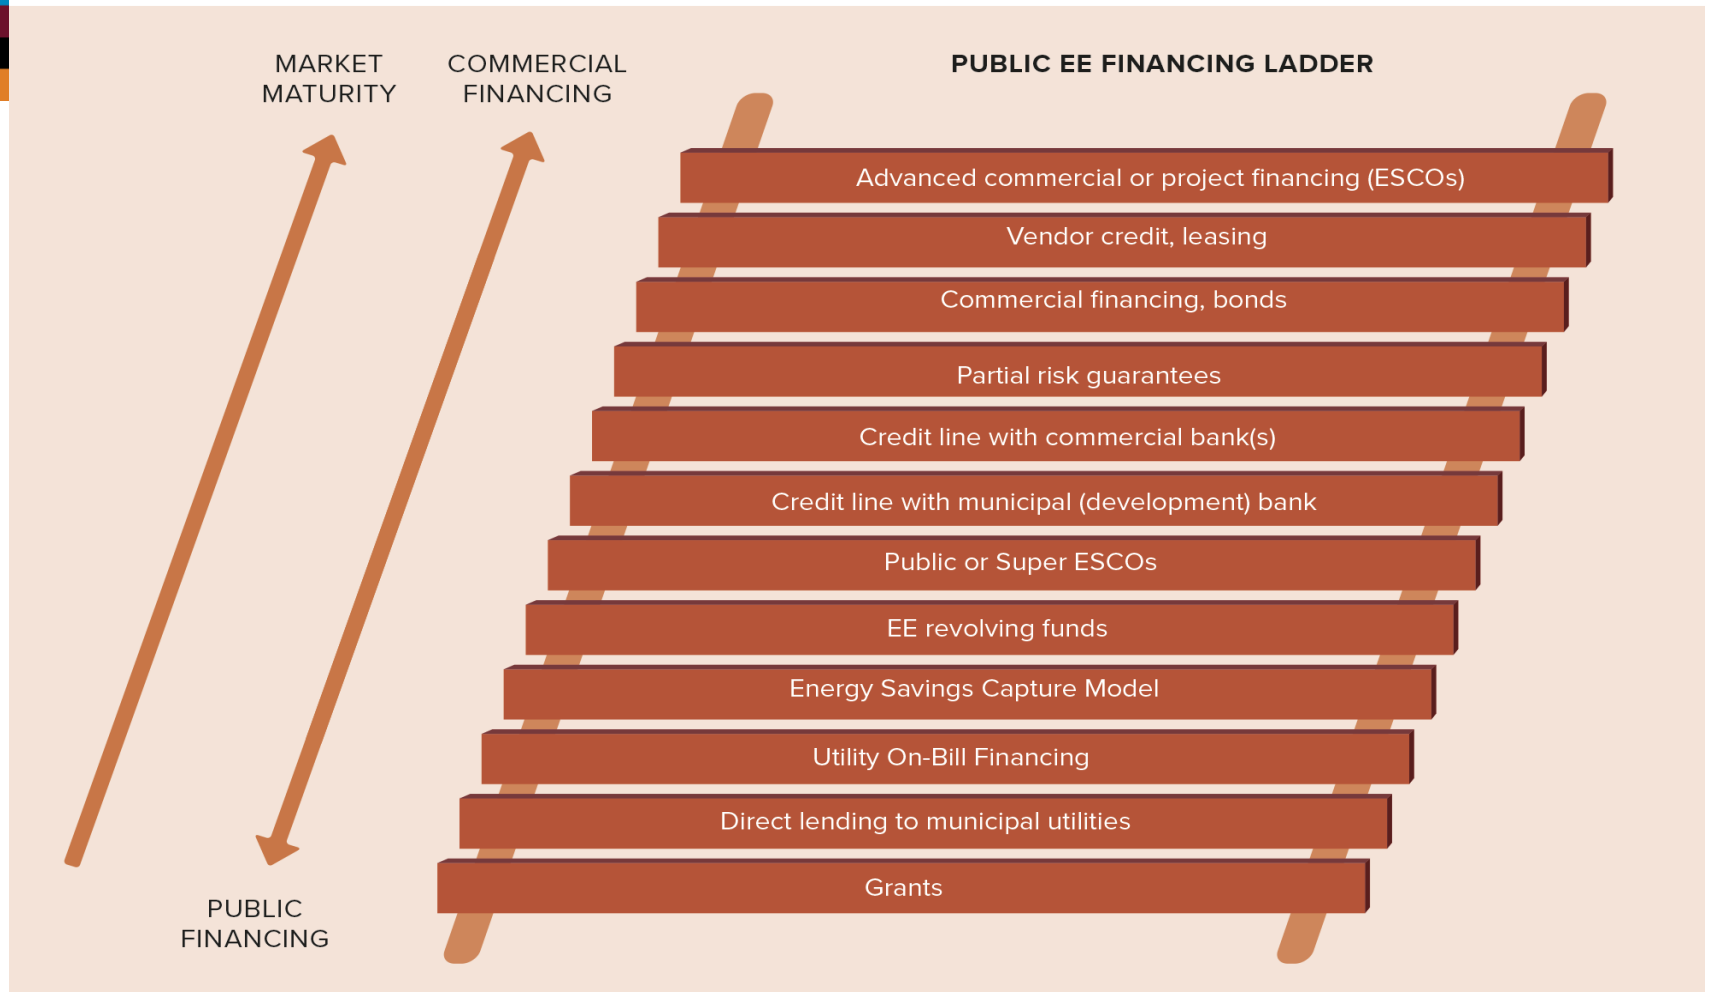 MARKET
MATURITY
COMMERCIAL
FINANCING
PUBLIC EE FINANCING LADDER
Advanced commercial or project financing (ESCOs)
Vendor credit, leasing
Commercial financing, bonds
Partial risk guarantees
Credit line with commercial bank(s)
Credit line with municipal (development) bank
Public or Super ESCOs
EE revolving funds
Energy Savings Capture Model
Utility On-Bill Financing
Direct lending to municipal utilities
Grants
PUBLIC
FINANCING